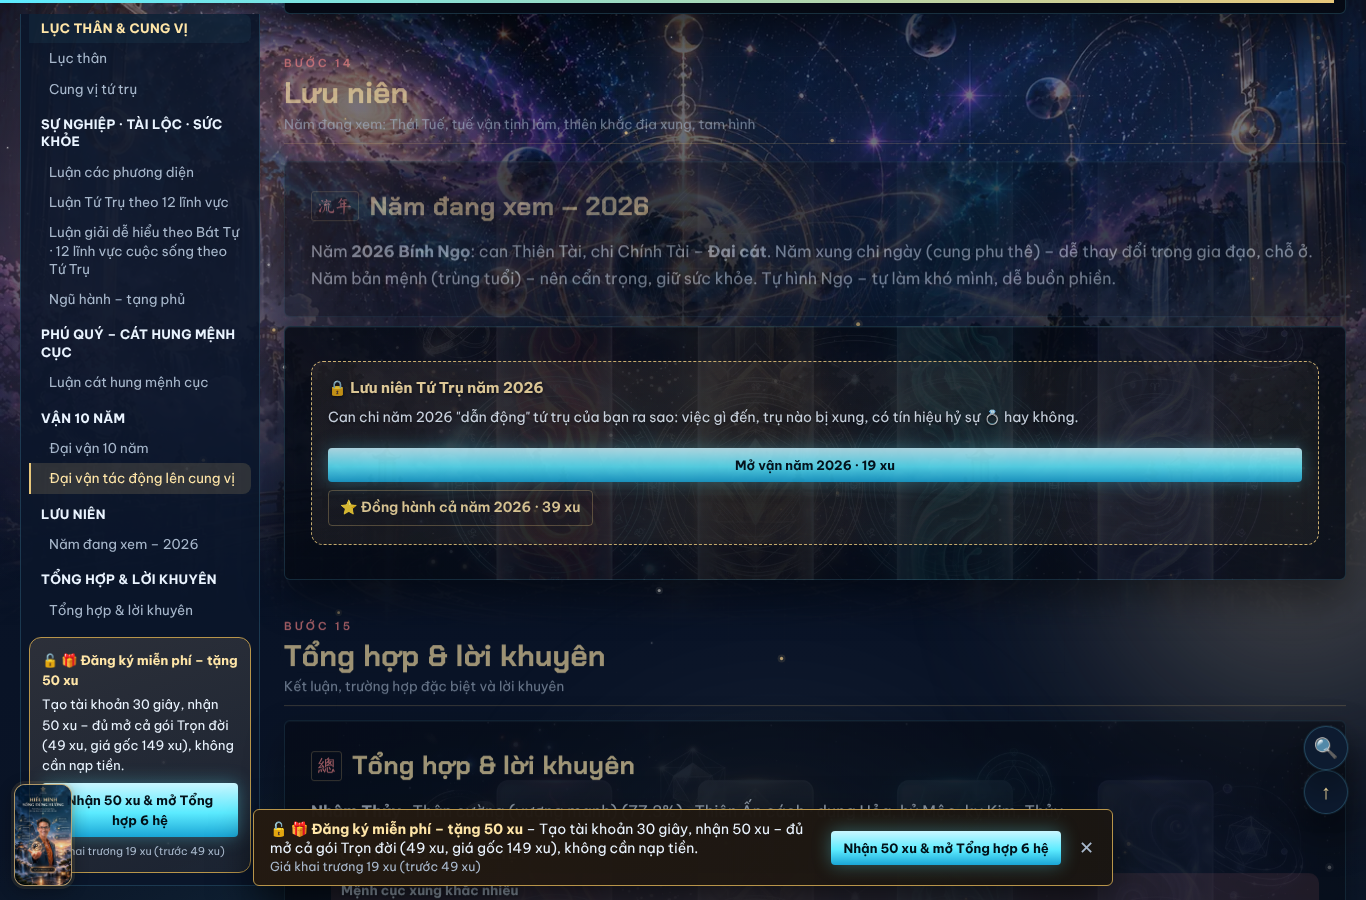 LỤC THÂN & CUNG VỊ
Lục thân
Cung vị tứ trụ
SỰ NGHIỆP · TÀI LỘC · SỨC
KHỎE
Luận các phương diện
Luận Tứ Trụ theo 12 lĩnh vực
Luận giải dễ hiểu theo Bát Tự
· 12 lĩnh vực cuộc sống theo
Tứ Trụ
Ngũ hành – tạng phủ
PHÚ QUÝ – CÁT HUNG MỆNH
CỤC
Luận cát hung mệnh cục
VẬN 10 NĂM
Đại vận 10 năm
Đại vận tác động lên cung vị
LƯU NIÊN
Năm đang xem – 2026
TỔNG HỢP & LỜI KHUYÊN
Tổng hợp & lời khuyên
🔓 🎁 Đăng ký miễn phí – tặng
50 xu
Tạo tài khoản 30 giây, nhận
50 xu – đủ mở cả gói Trọn đời
(49 xu, giá gốc 149 xu), không
cần nạp tiền.
Nhận 50 xu & mở Tổng
hợp 6 hệ
khai trương 19 xu (trước 49 xu)
BƯỚC 14
Lưu niên
Năm đang xem: Thái Tuế, tuế vận tịnh lâm, thiên khắc địa xung, tam hình
流年 Năm đang xem – 2026
Năm 2026 Bính Ngọ: can Thiên Tài, chi Chính Tài – Đại cát. Năm xung chi ngày (cung phu thê) – dễ thay đổi trong gia đạo, chỗ ở.
Năm bản mệnh (trùng tuổi) – nên cẩn trọng, giữ sức khỏe. Tự hình Ngọ – tự làm khó mình, dễ buồn phiền.
🔒 Lưu niên Tứ Trụ năm 2026
Can chi năm 2026 "dẫn động" tứ trụ của bạn ra sao: việc gì đến, trụ nào bị xung, có tín hiệu hỷ sự 💍 hay không.
Mở vận năm 2026 · 19 xu
⭐ Đồng hành cả năm 2026 · 39 xu
BƯỚC 15
Tổng hợp & lời khuyên
Kết luận, trường hợp đặc biệt và lời khuyên
總 Tổng hợp & lời khuyên
🔓 🎁 Đăng ký miễn phí – tặng 50 xu – Tạo tài khoản 30 giây, nhận 50 xu – đủ
mở cả gói Trọn đời (49 xu, giá gốc 149 xu), không cần nạp tiền.
Giá khai trương 19 xu (trước 49 xu)
Nhận 50 xu & mở Tổng hợp 6 hệ
✕
Mệnh cục xung khắc nhiều
🔍
↑